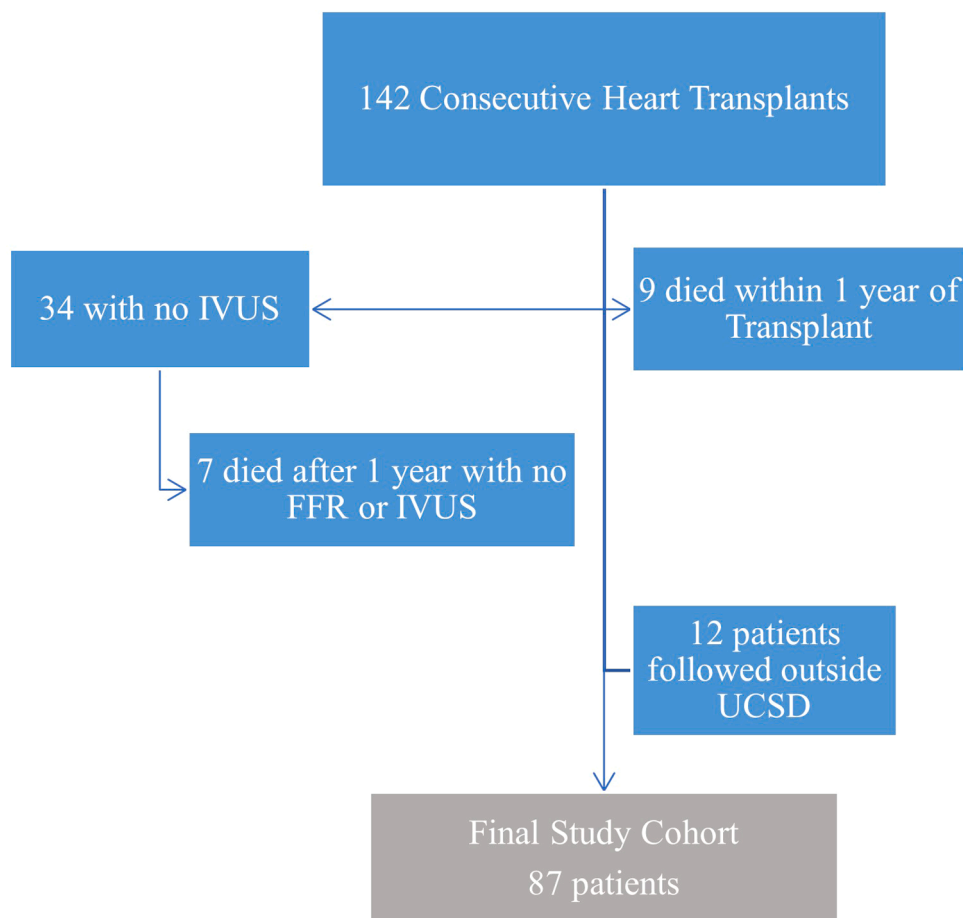 142 Consecutive Heart Transplants
34 with no IVUS
9 died within 1 year of
Transplant
7 died after 1 year with no
FFR or IVUS
12 patients
followed outside
UCSD
Final Study Cohort
87 patients